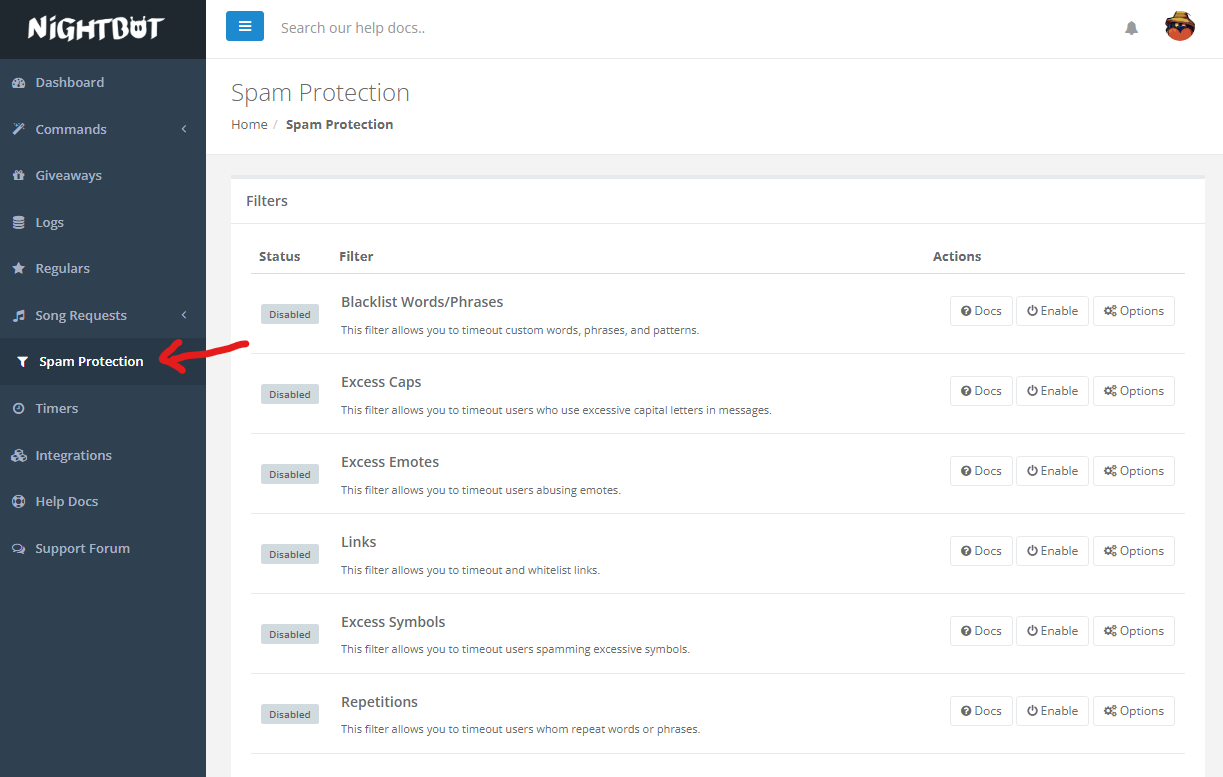 NiGHTBOT
Search our help docs..
Dashboard
Commands
Giveaways
Logs
Regulars
Song Requests
Spam Protection
Timers
Integrations
Help Docs
Support Forum
Spam Protection
Home / Spam Protection
Filters
Status Filter Actions
Blacklist Words/Phrases
Disabled Docs Enable Options
This filter allows you to timeout custom words, phrases, and patterns.
Excess Caps
Disabled Docs Enable Options
This filter allows you to timeout users who use excessive capital letters in messages.
Excess Emotes
Disabled Docs Enable Options
This filter allows you to timeout users abusing emotes.
Links
Disabled Docs Enable Options
This filter allows you to timeout and whitelist links.
Excess Symbols
Disabled Docs Enable Options
This filter allows you to timeout users spamming excessive symbols.
Repetitions
Disabled Docs Enable Options
This filter allows you to timeout users whom repeat words or phrases.